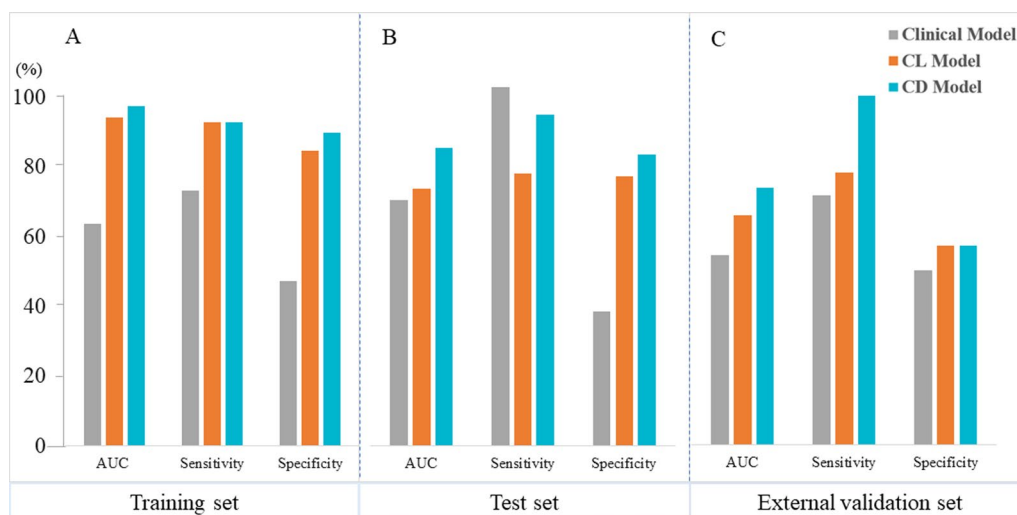 A
B
C
Clinical Model
CL Model
CD Model
(%)
100
80
60
40
20
0
AUC Sensitivity Specificity
AUC Sensitivity Specificity
AUC Sensitivity Specificity
Training set
Test set
External validation set